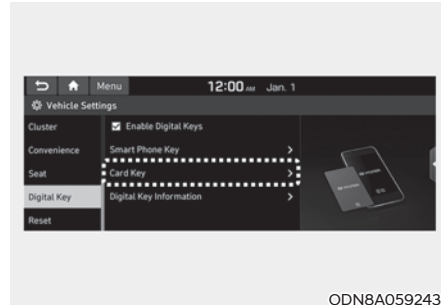 Menu 12:00 AM Jan. 1
Vehicle Settings
Cluster
Enable Digital Keys
Convenience
Smart Phone Key
Seat
Card Key
Digital Key
Digital Key Information
Reset
ODN8A059243